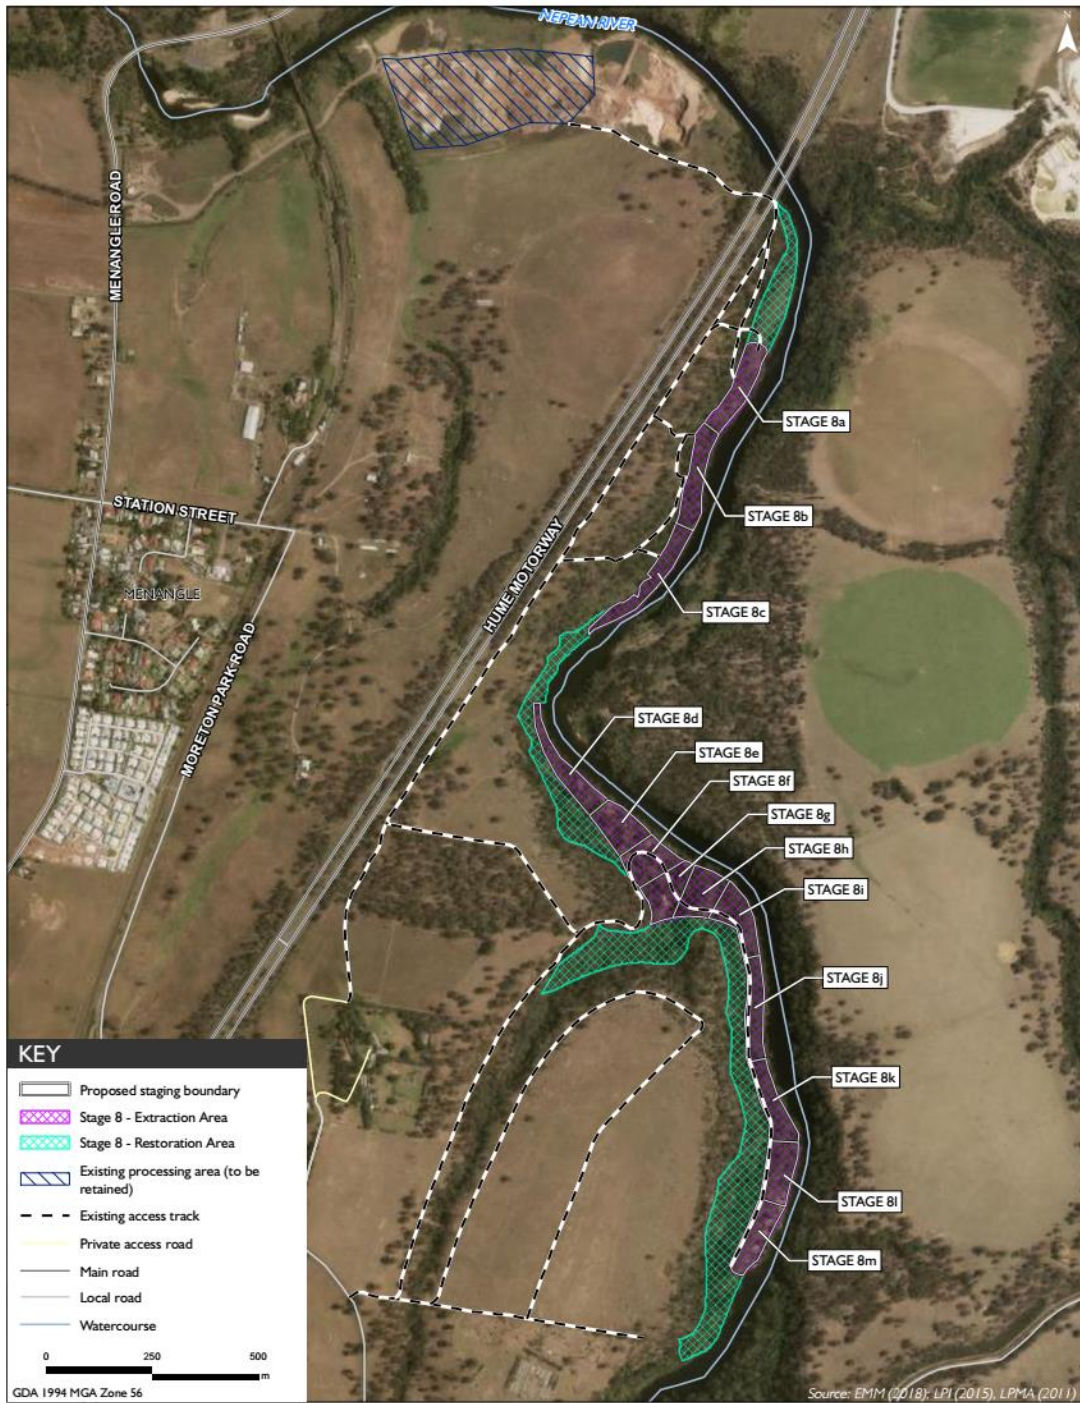 NEPEAN RIVER
N
MENANGLE ROAD
STAGE 8a
STATION STREET
STAGE 8b
HUME MOTORWAY
MENANGLE
STAGE 8c
MORETON PARK ROAD
STAGE 8d
STAGE 8e
STAGE 8f
STAGE 8g
STAGE 8h
STAGE 8i
STAGE 8j
STAGE 8k
STAGE 8l
STAGE 8m
KEY
Proposed staging boundary
Stage 8 - Extraction Area
Stage 8 - Restoration Area
Existing processing area (to be
retained)
Existing access track
Private access road
Main road
Local road
Watercourse
0 250 500
m
GDA 1994 MGA Zone 56
Source: EMM (2018); LPI (2015), LPMA (2011)